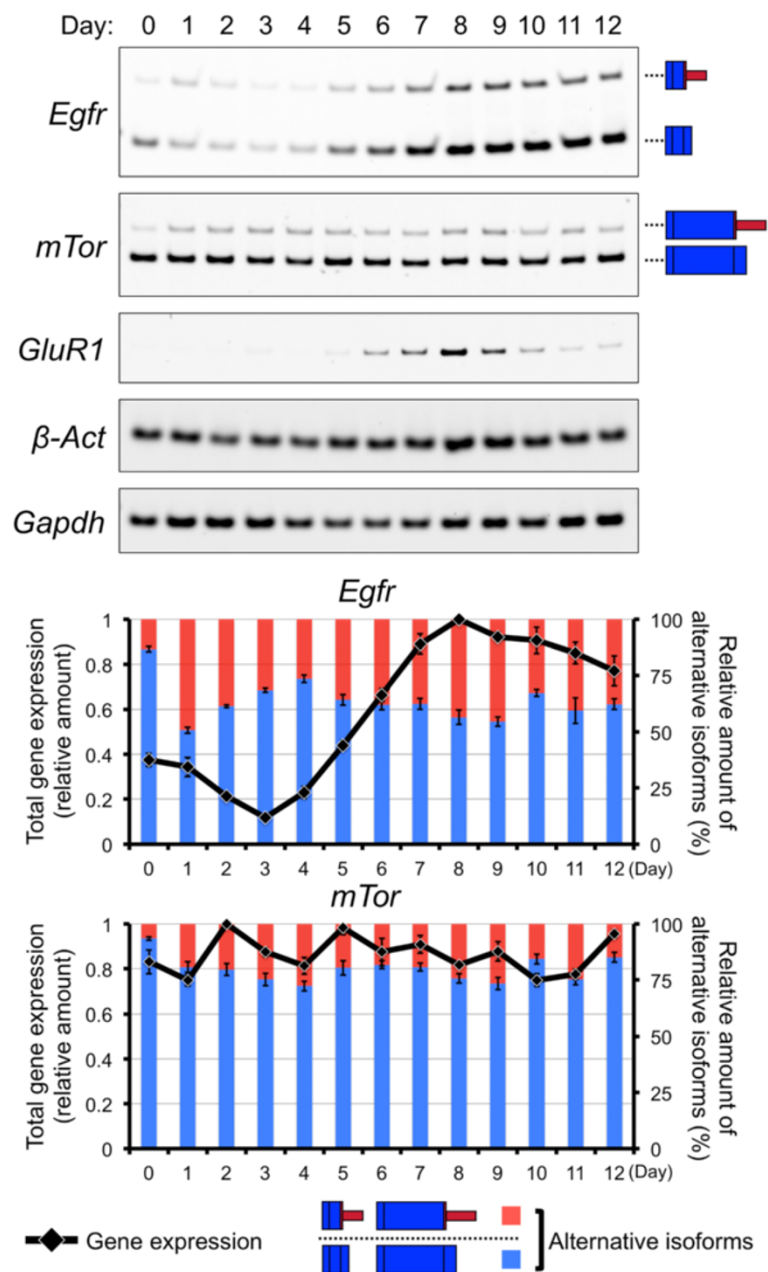 Day: 0 1 2 3 4 5 6 7 8 9 10 11 12
Egfr
mTor
GluR1
β-Act
Gapdh
Egfr
Total gene expression
(relative amount)
1
0.8
0.6
0.4
0.2
0
100
75
50
25
0
Relative amount of
alternative isoforms (%)
0 1 2 3 4 5 6 7 8 9 10 11 12 (Day)
mTor
Total gene expression
(relative amount)
1
0.8
0.6
0.4
0.2
0
100
75
50
25
0
Relative amount of
alternative isoforms (%)
0 1 2 3 4 5 6 7 8 9 10 11 12 (Day)
Gene expression
Alternative isoforms